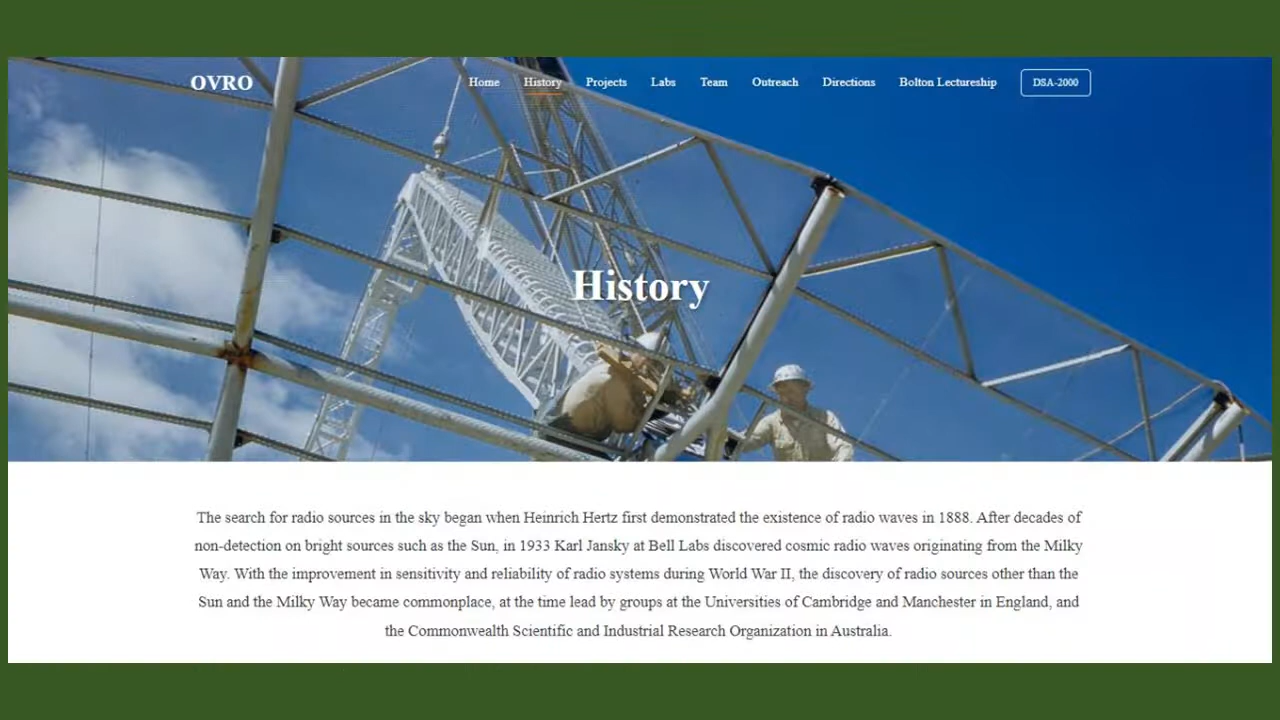 OVRO
Home History Projects Labs Team Outreach Directions Bolton Lectureship DSA-2000
History
The search for radio sources in the sky began when Heinrich Hertz first demonstrated the existence of radio waves in 1888. After decades of
non-detection on bright sources such as the Sun, in 1933 Karl Jansky at Bell Labs discovered cosmic radio waves originating from the Milky
Way. With the improvement in sensitivity and reliability of radio systems during World War II, the discovery of radio sources other than the
Sun and the Milky Way became commonplace, at the time lead by groups at the Universities of Cambridge and Manchester in England, and
the Commonwealth Scientific and Industrial Research Organization in Australia.